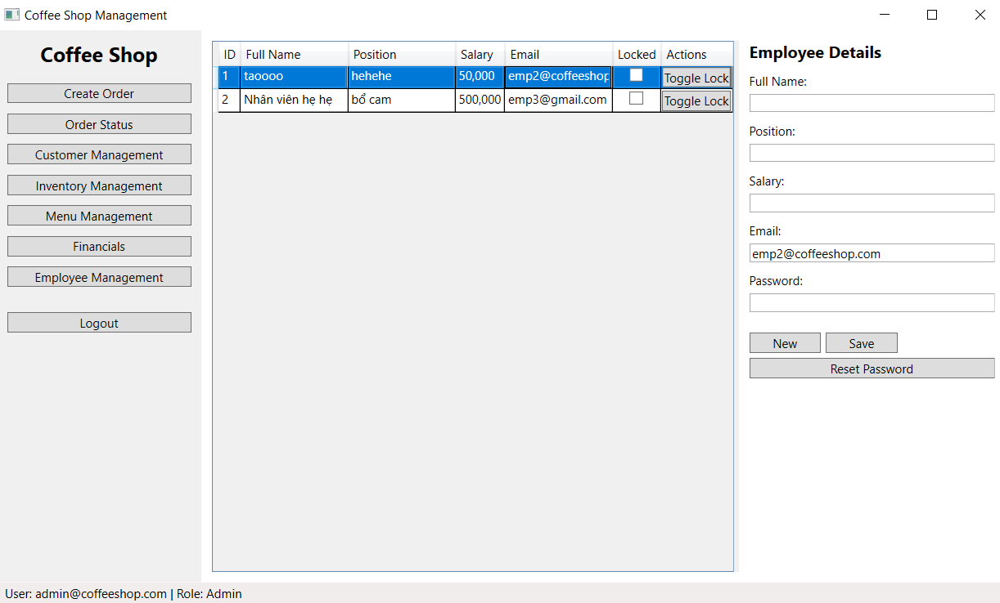 Coffee Shop Management
Coffee Shop
Create Order
Order Status
Customer Management
Inventory Management
Menu Management
Financials
Employee Management
Logout
ID Full Name Position Salary Email Locked Actions
1 taoooo hehehe 50,000 emp2@coffeeshop Toggle Lock
2 Nhân viên hẹ hẹ bổ cam 500,000 emp3@gmail.com Toggle Lock
Employee Details
Full Name:
Position:
Salary:
Email:
emp2@coffeeshop.com
Password:
New Save
Reset Password
User: admin@coffeeshop.com | Role: Admin